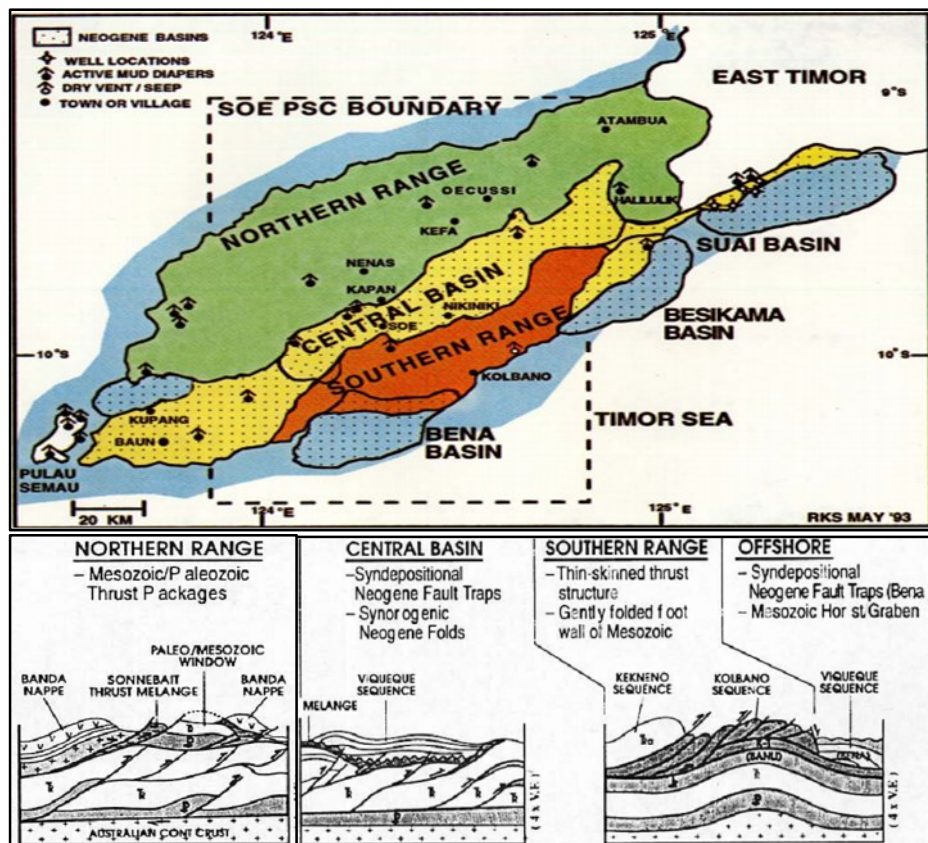 NEOGENE BASINS
WELL LOCATIONS
ACTIVE MUD DIAPERS
DRY VENT / SEEP
TOWN OR VILLAGE
124°E
125°E
EAST TIMOR
9°S
SOE PSC BOUNDARY
ATAMBUA
NORTHERN RANGE
OECUSSI
HALILULIK
KEFA
SUAI BASIN
NENAS
KAPAN
CENTRAL BASIN
NIKINIKI
SOE
BESIKAMA
BASIN
10°S
SOUTHERN RANGE
10°S
KOLBANO
KUPANG
BAUN
BENA
BASIN
TIMOR SEA
PULAU
SEMAU
20 KM
124°E
125°E
RKS MAY '93
NORTHERN RANGE
– Mesozoic/Paleozoic
Thrust Packages
CENTRAL BASIN
– Syndepositional
Neogene Fault Traps
– Synorogenic
Neogene Folds
SOUTHERN RANGE
– Thin-skinned thrust
structure
– Gently folded foot
wall of Mesozoic
OFFSHORE
– Syndepositional
Neogene Fault Traps (Bena
– Mesozoic Horst/Graben
PALEO/MESOZOIC
WINDOW
BANDA
NAPPE
SONNEBAIT
THRUST MELANGE
BANDA
NAPPE
VIQUEQUE
SEQUENCE
MELANGE
KEKNENO
SEQUENCE
KOLBANO
SEQUENCE
VIQUEQUE
SEQUENCE
(BENA)
AUSTRALIAN CONT CRUST
(4 x V.E.)
(4 x V.E.)